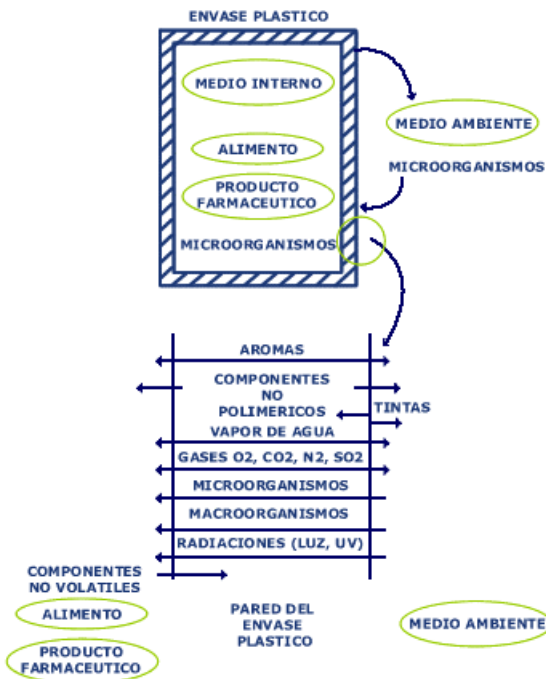 ENVASE PLASTICO
MEDIO INTERNO
MEDIO AMBIENTE
ALIMENTO
MICROORGANISMOS
PRODUCTO
FARMACEUTICO
MICROORGANISMOS
AROMAS
COMPONENTES
NO
POLIMERICOS
TINTAS
VAPOR DE AGUA
GASES O2, CO2, N2, SO2
MICROORGANISMOS
MACROORGANISMOS
RADIACIONES (LUZ, UV)
COMPONENTES
NO VOLATILES
ALIMENTO
PRODUCTO
FARMACEUTICO
PARED DEL
ENVASE
PLASTICO
MEDIO AMBIENTE